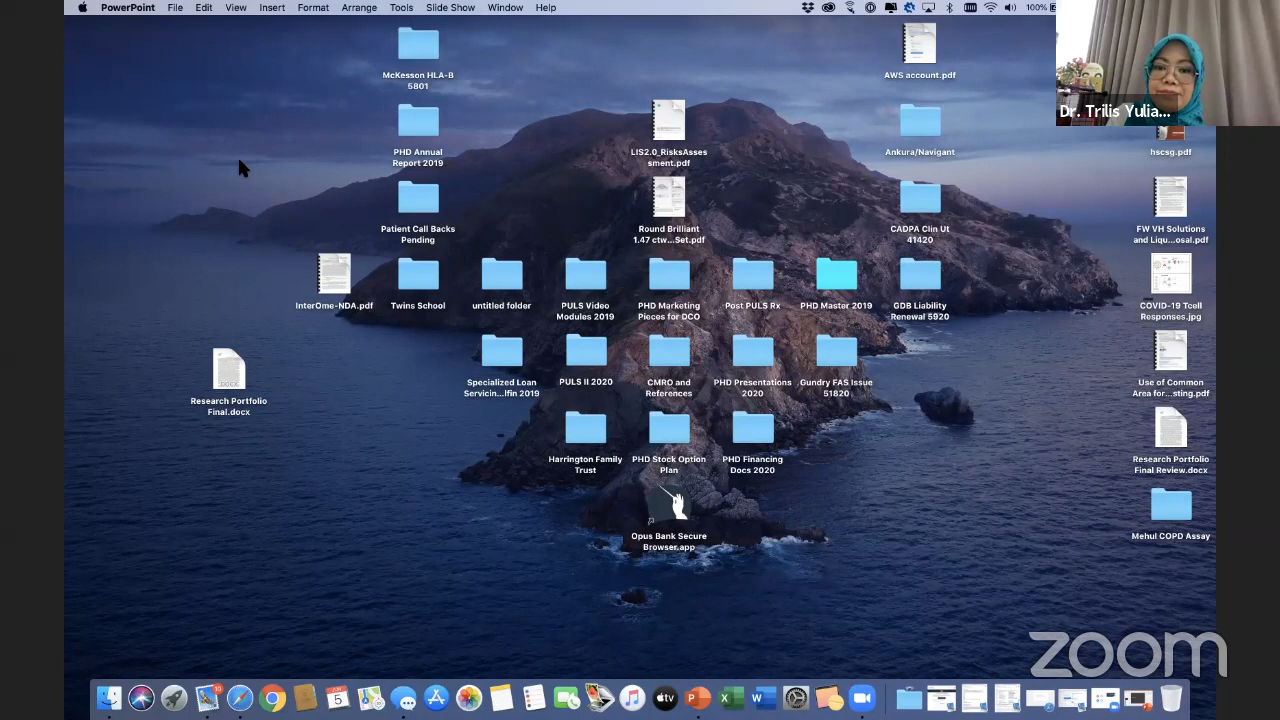 PowerPoint File Edit View Insert Format Arrange Tools Slide Show Window Help
100%
Dr. Trilis Yulia...
McKesson HLA-B
5801
AWS account.pdf
PHD Annual
Report 2019
LIS2.0_RisksAsses
sment.pdf
Ankura/Navigant
hscsg.pdf
Patient Call Backs
Pending
Round Brilliant
1.47 ctw...Set.pdf
CADPA Clin Ut
41420
FW VH Solutions
and Liqu...osal.pdf
InterOme-NDA.pdf
Twins School
untitled folder
PULS Video
Modules 2019
PHD Marketing
Pieces for DCO
Post PULS Rx
PHD Master 2019
GDB Liability
Renewal 5920
COVID-19 Tcell
Responses.jpg
Research Portfolio
Final.docx
DOCX
Specialized Loan
Servicin...lfin 2019
PULS II 2020
CMRO and
References
PHD Presentations
2020
Gundry FAS Issue
51820
Use of Common
Area for...sting.pdf
Harrington Family
Trust
PHD Stock Option
Plan
PHD Financing
Docs 2020
Research Portfolio
Final Review.docx
Opus Bank Secure
Browser.app
Mehul COPD Assay
zoom
10
5
tv
P
X
W